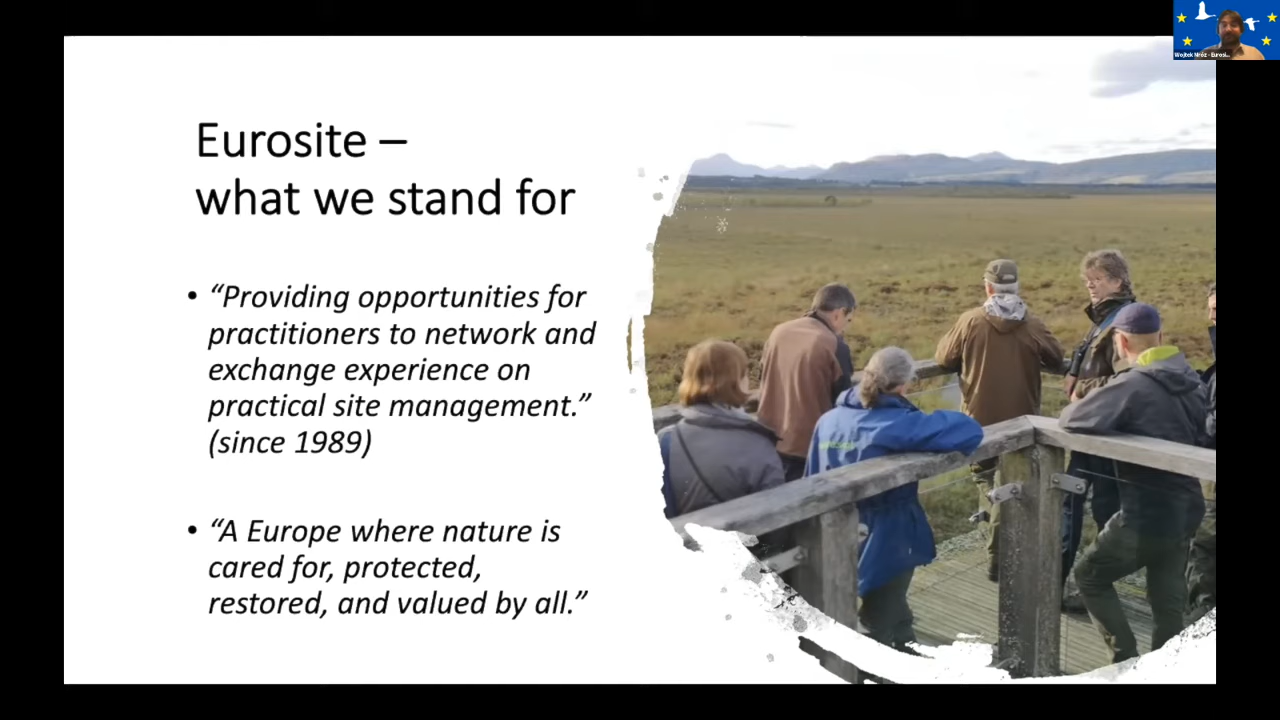 Eurosite –
what we stand for
• “Providing opportunities for
practitioners to network and
exchange experience on
practical site management.”
(since 1989)
• “A Europe where nature is
cared for, protected,
restored, and valued by all.”